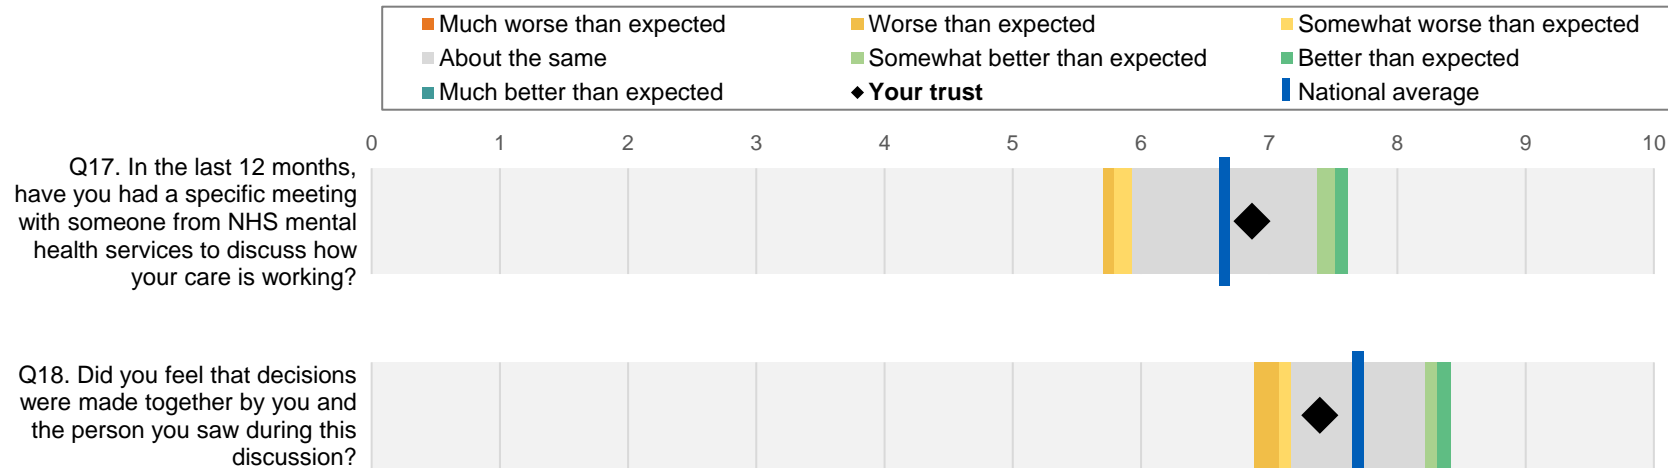 Much worse than expected
Worse than expected
Somewhat worse than expected
About the same
Somewhat better than expected
Better than expected
Much better than expected
Your trust
National average
0 1 2 3 4 5 6 7 8 9 10
Q17. In the last 12 months,
have you had a specific meeting
with someone from NHS mental
health services to discuss how
your care is working?
Q18. Did you feel that decisions
were made together by you and
the person you saw during this
discussion?